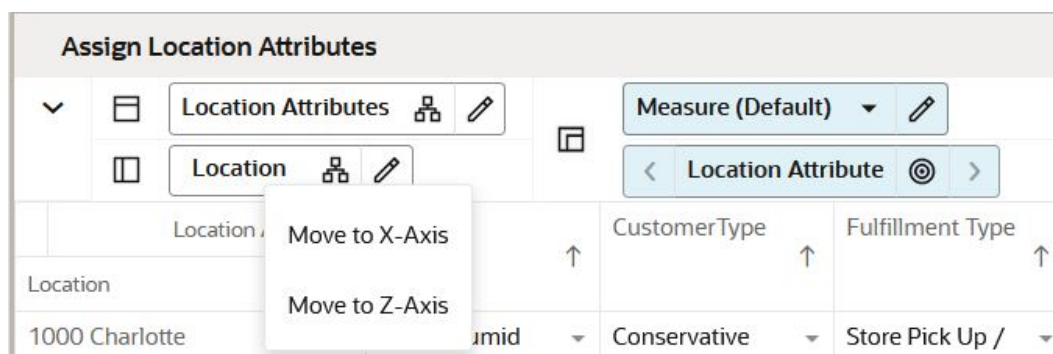 Assign Location Attributes
Location Attributes
Measure (Default)
Location
Location Attribute
Location
CustomerType
Fulfillment Type
Move to X-Axis
Location
Move to Z-Axis
1000 Charlotte
Conservative
Store Pick Up /